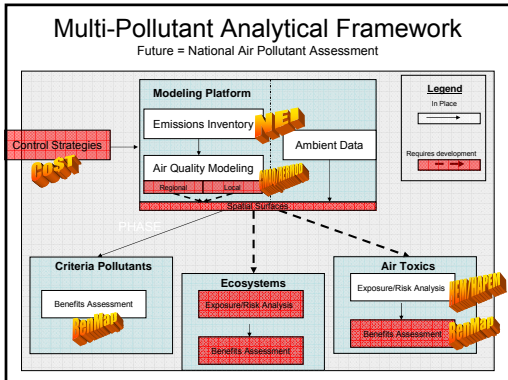 Multi-Pollutant Analytical Framework
Future = National Air Pollutant Assessment
Modeling Platform
Emissions Inventory
NEI
Control Strategies
CoST
Ambient Data
Air Quality Modeling
Regional
Local
Spatial Surfaces
Legend
In Place
Requires development
PHASE
Criteria Pollutants
Benefits Assessment
BenMap
Ecosystems
Exposure/Risk Analysis
Benefits Assessment
Air Toxics
Exposure/Risk Analysis
Benefits Assessment
BenMap